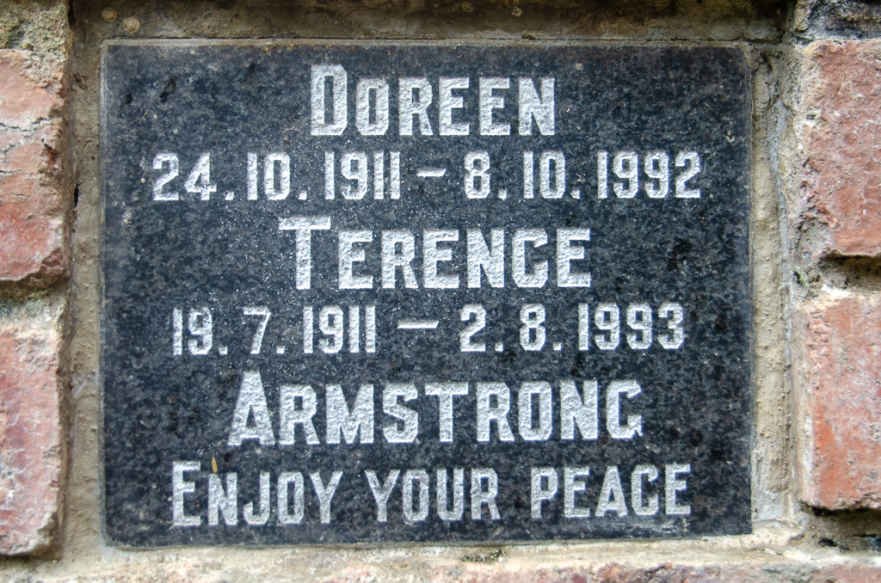 DOREEN
24.10.1911 – 8.10.1992
TERENCE
19.7.1911 – 2.8.1993
ARMSTRONG
ENJOY YOUR PEACE